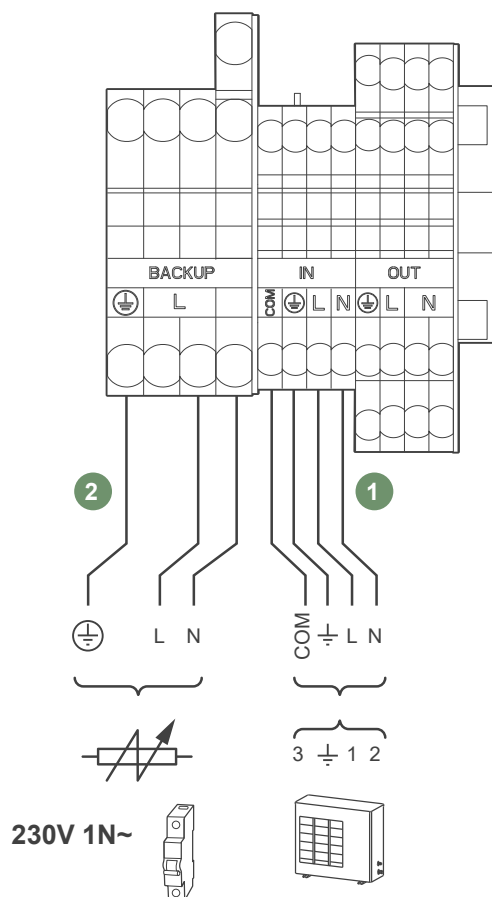 BACKUP IN OUT
COM L N L N
L
2 1
L N COM L N
3 1 2
230V 1N~